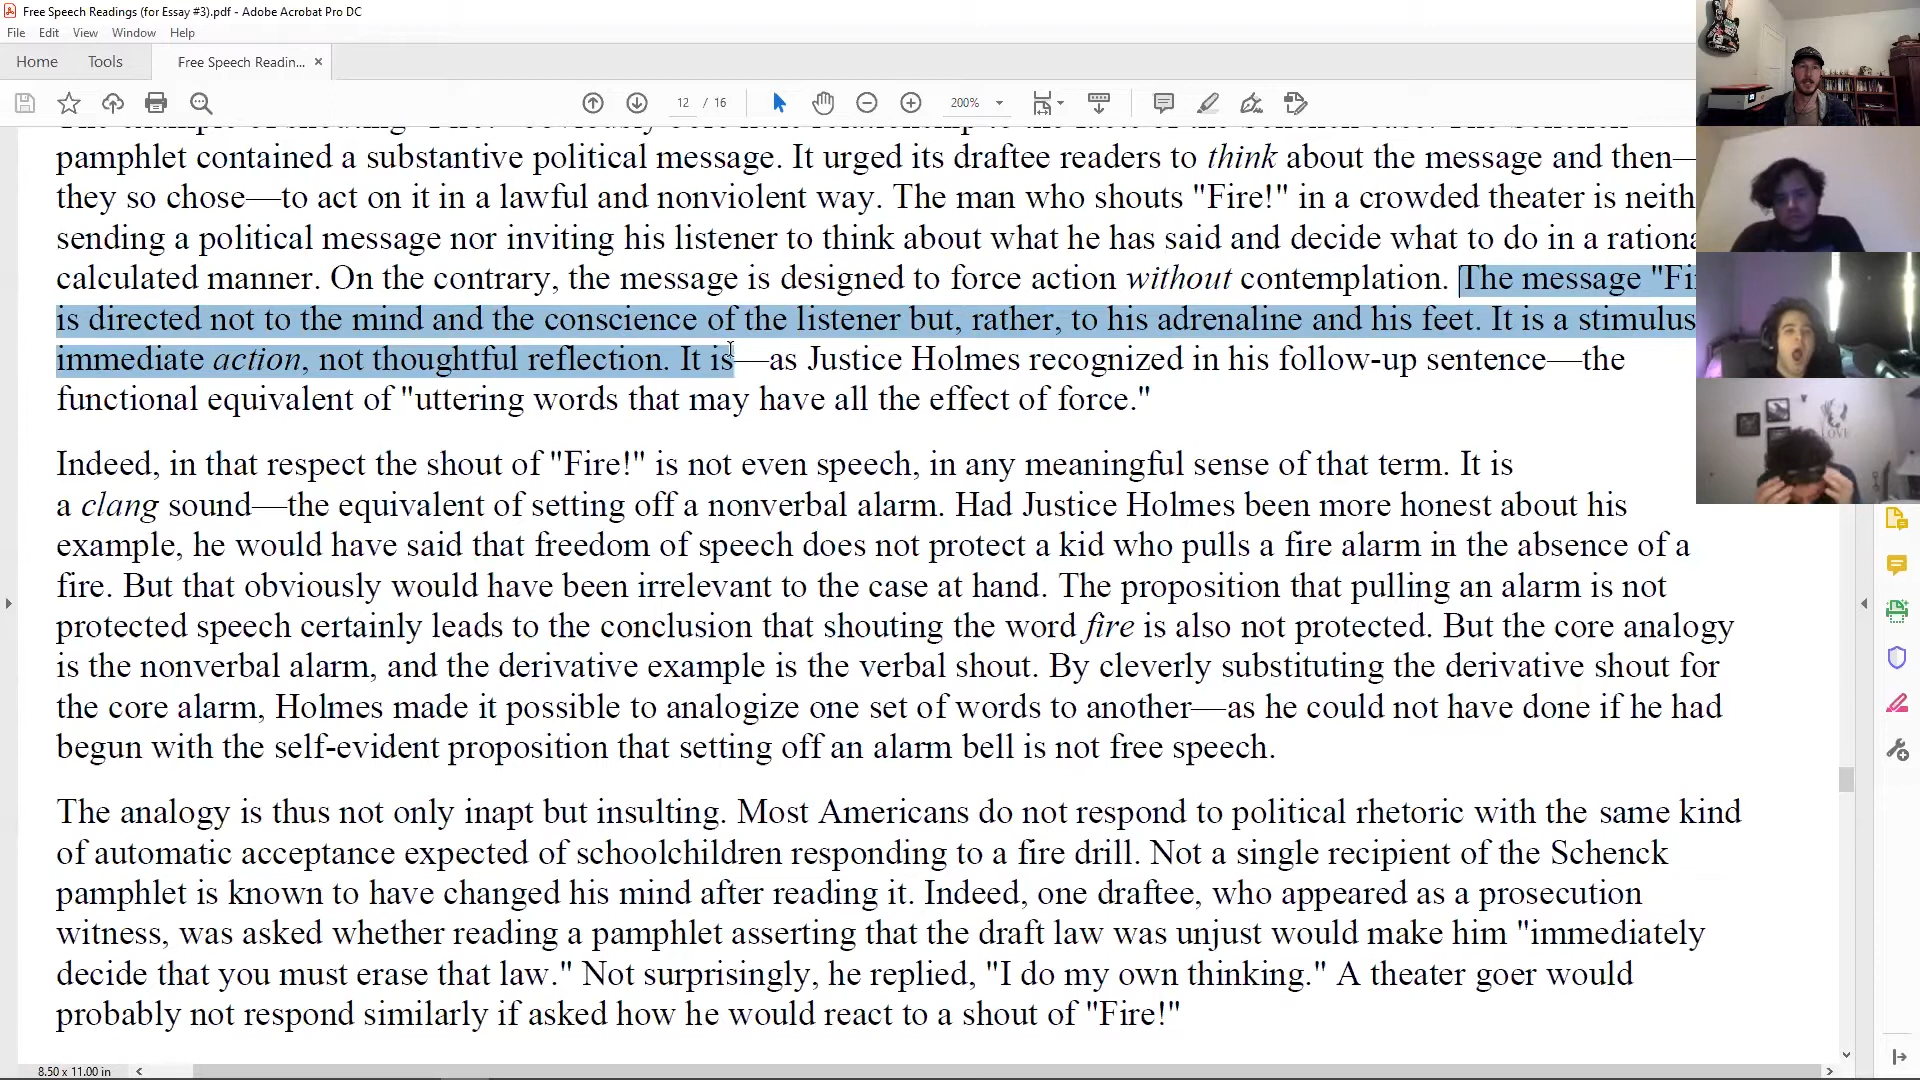 Free Speech Readings (for Essay #3).pdf - Adobe Acrobat Pro DC
File Edit View Window Help
Home Tools Free Speech Readin... ×
12 / 16 200%
The example of shouting "Fire!" obviously bore little relationship to the facts of the Schenck case. The Schenck
pamphlet contained a substantive political message. It urged its draftee readers to think about the message and then—
they so chose—to act on it in a lawful and nonviolent way. The man who shouts "Fire!" in a crowded theater is neith
sending a political message nor inviting his listener to think about what he has said and decide what to do in a rationa
calculated manner. On the contrary, the message is designed to force action without contemplation. The message "Fi
is directed not to the mind and the conscience of the listener but, rather, to his adrenaline and his feet. It is a stimulus
immediate action, not thoughtful reflection. It is—as Justice Holmes recognized in his follow-up sentence—the
functional equivalent of "uttering words that may have all the effect of force."
Indeed, in that respect the shout of "Fire!" is not even speech, in any meaningful sense of that term. It is
a clang sound—the equivalent of setting off a nonverbal alarm. Had Justice Holmes been more honest about his
example, he would have said that freedom of speech does not protect a kid who pulls a fire alarm in the absence of a
fire. But that obviously would have been irrelevant to the case at hand. The proposition that pulling an alarm is not
protected speech certainly leads to the conclusion that shouting the word fire is also not protected. But the core analogy
is the nonverbal alarm, and the derivative example is the verbal shout. By cleverly substituting the derivative shout for
the core alarm, Holmes made it possible to analogize one set of words to another—as he could not have done if he had
begun with the self-evident proposition that setting off an alarm bell is not free speech.
The analogy is thus not only inapt but insulting. Most Americans do not respond to political rhetoric with the same kind
of automatic acceptance expected of schoolchildren responding to a fire drill. Not a single recipient of the Schenck
pamphlet is known to have changed his mind after reading it. Indeed, one draftee, who appeared as a prosecution
witness, was asked whether reading a pamphlet asserting that the draft law was unjust would make him "immediately
decide that you must erase that law." Not surprisingly, he replied, "I do my own thinking." A theater goer would
probably not respond similarly if asked how he would react to a shout of "Fire!"
8.50 x 11.00 in